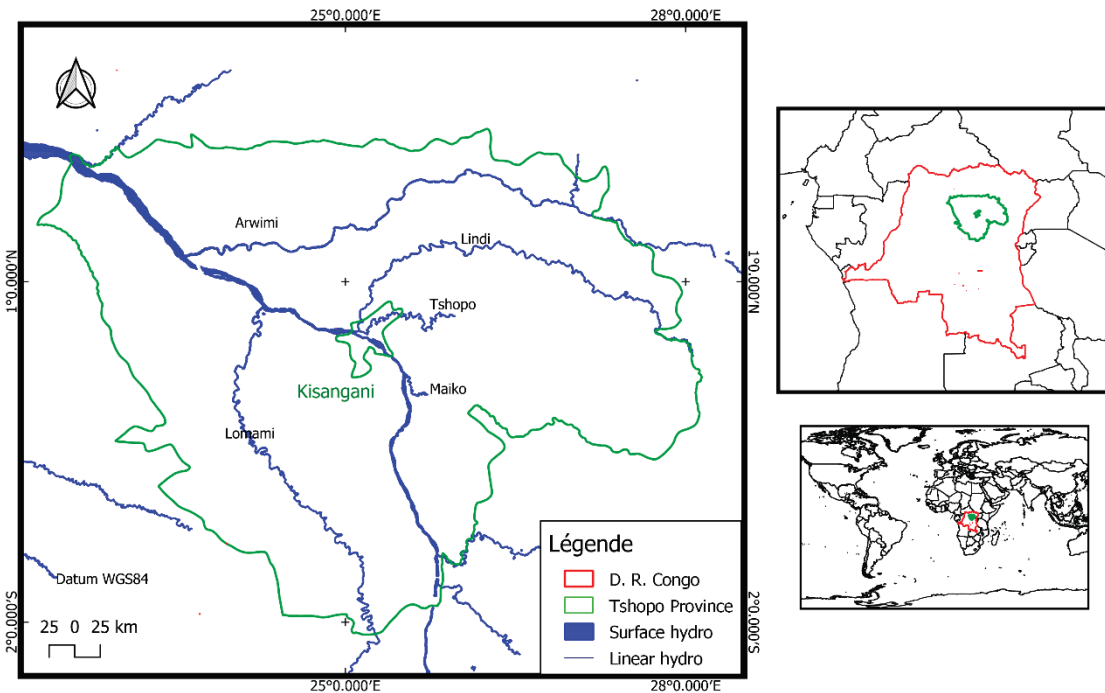 25°0.000’E
28°0.000’E
Arwimi
Lindi
1°0.000’N
1°0.000’N
Tshopo
Kisangani
Maiko
Lomami
Légende
D. R. Congo
Datum WGS84
Tshopo Province
2°0.000’S
2°0.000’S
25 0 25 km
Surface hydro
Linear hydro
25°0.000’E
28°0.000’E